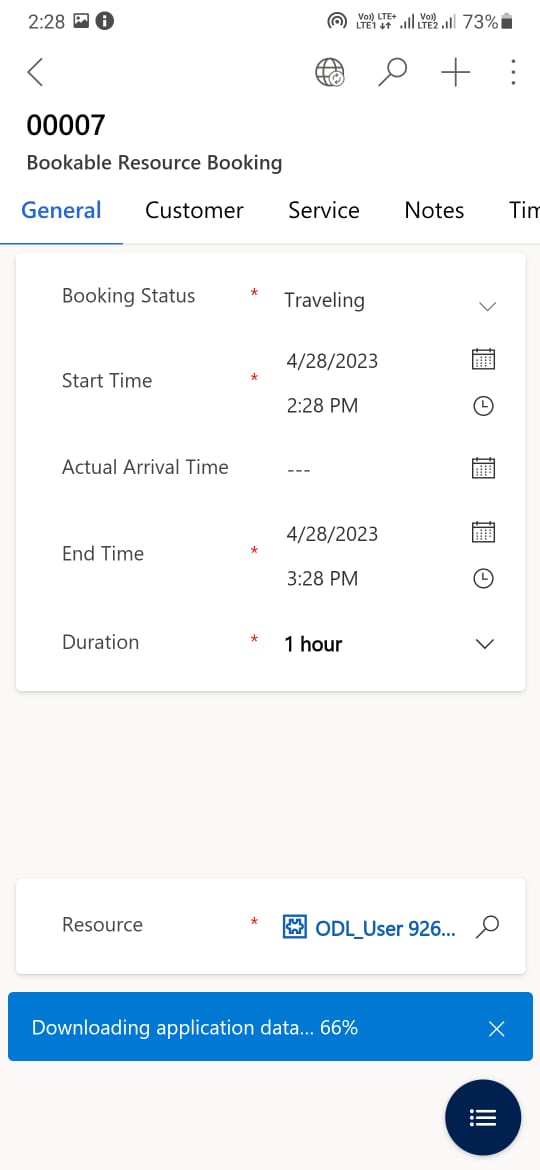 2:28 Vo) LTE+ Vo)) 73%
LTE1 LTE2
00007
Bookable Resource Booking
General Customer Service Notes Tim
Booking Status * Traveling
Start Time * 4/28/2023
2:28 PM
Actual Arrival Time ---
End Time * 4/28/2023
3:28 PM
Duration * 1 hour
Resource * ODL_User 926...
Downloading application data... 66%